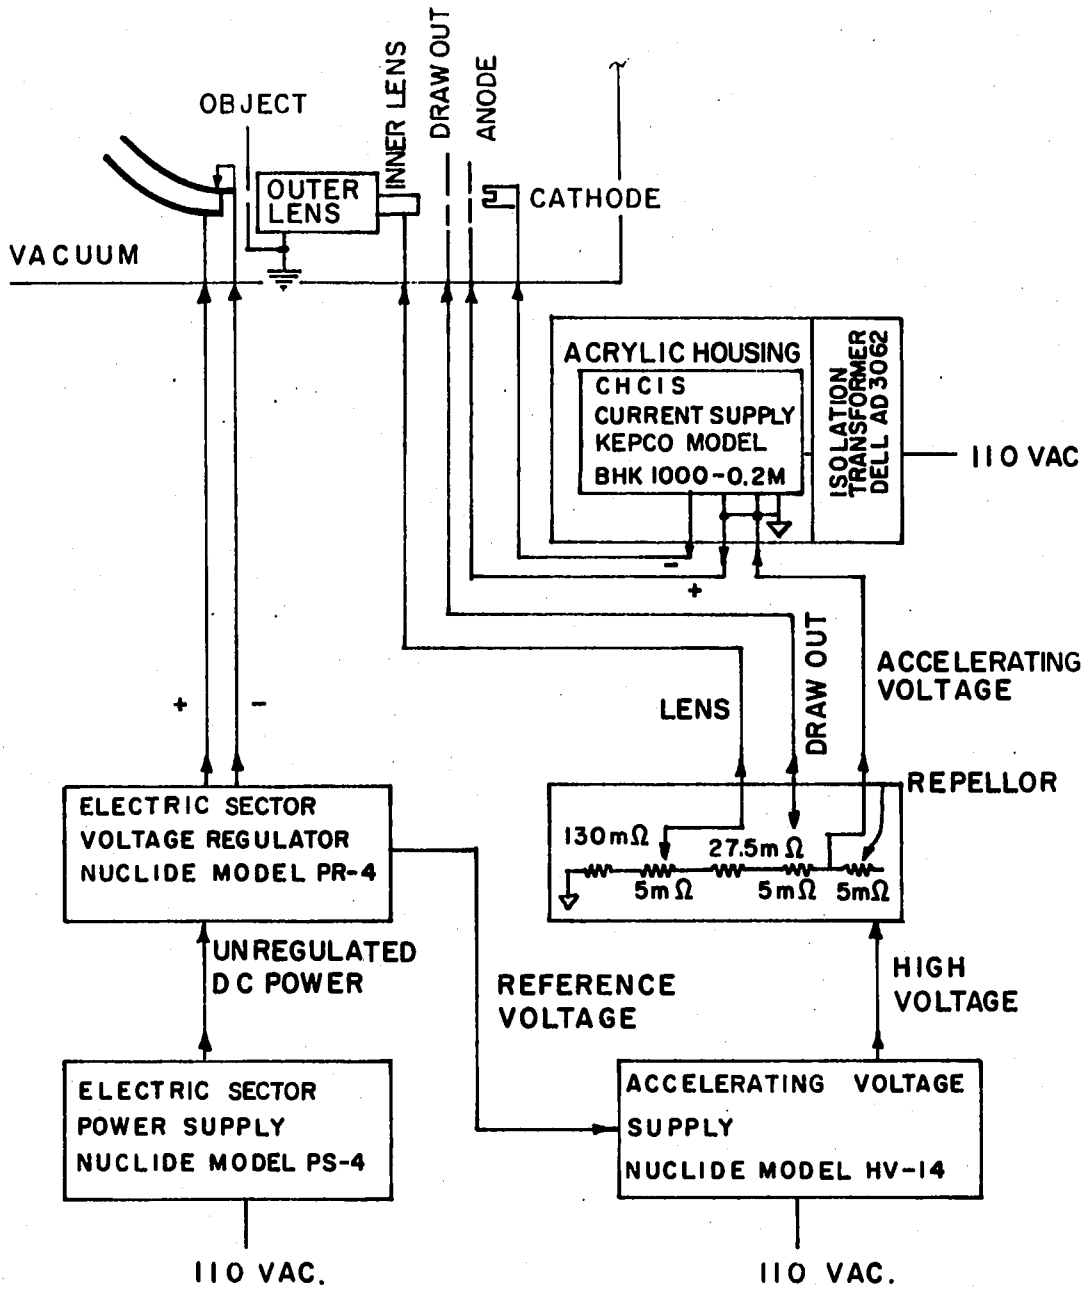 OBJECT
INNER LENS
DRAW OUT
ANODE
OUTER
LENS
CATHODE
VACUUM
ACRYLIC HOUSING
CHCIS
CURRENT SUPPLY
KEPCO MODEL
BHK 1000-0.2M
ISOLATION
TRANSFORMER
DELL AD3062
110 VAC
-
+
LENS
DRAW OUT
ACCELERATING
VOLTAGE
+ -
REPELLOR
ELECTRIC SECTOR
VOLTAGE REGULATOR
NUCLIDE MODEL PR-4
130mΩ
27.5mΩ
5mΩ
5mΩ
5mΩ
UNREGULATED
DC POWER
REFERENCE
VOLTAGE
HIGH
VOLTAGE
ELECTRIC SECTOR
POWER SUPPLY
NUCLIDE MODEL PS-4
ACCELERATING VOLTAGE
SUPPLY
NUCLIDE MODEL HV-14
110 VAC.
110 VAC.